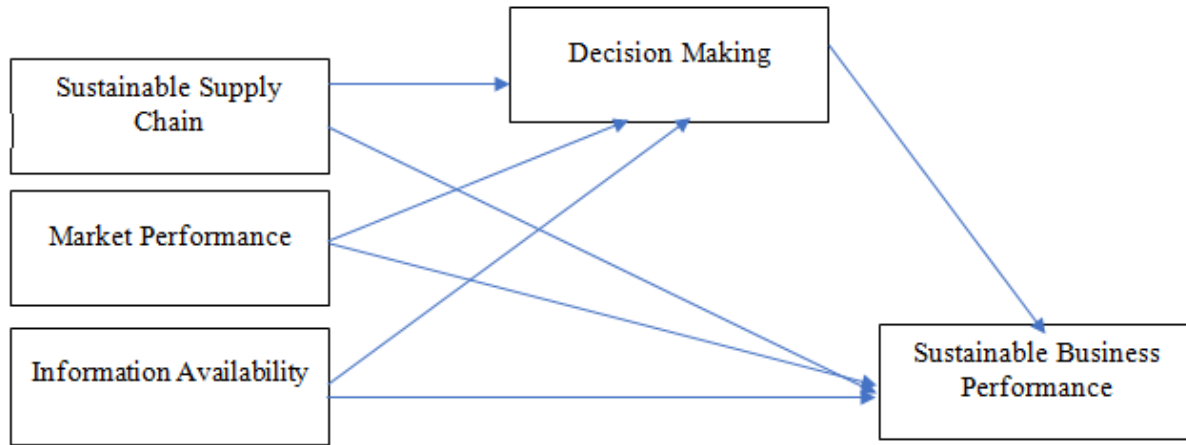 Decision Making
Sustainable Supply
Chain
Market Performance
Information Availability
Sustainable Business
Performance